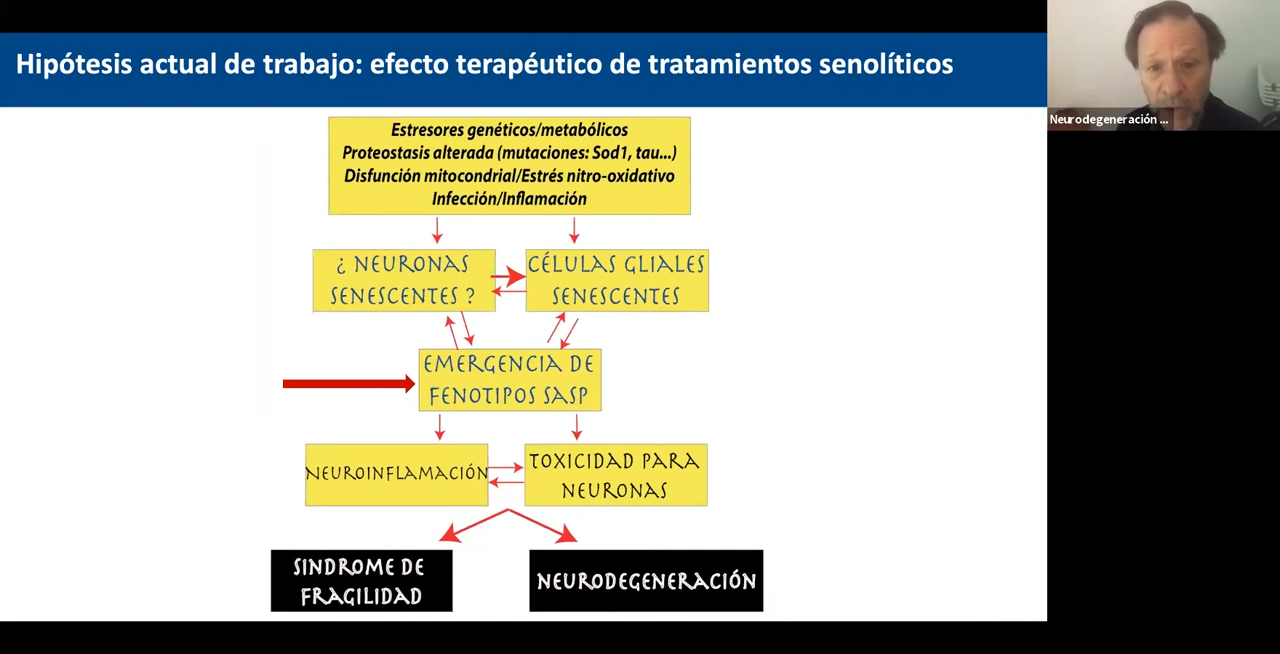 Hipótesis actual de trabajo: efecto terapéutico de tratamientos senolíticos
Neurodegeneración ...
Estresores genéticos/metabólicos
Proteostasis alterada (mutaciones: Sod1, tau...)
Disfunción mitocondrial/Estrés nitro-oxidativo
Infección/Inflamación
¿ NEURONAS
SENESCENTES ?
CÉLULAS GLIALES
SENESCENTES
EMERGENCIA DE
FENOTIPOS SASP
NEUROINFLAMACIÓN
TOXICIDAD PARA
NEURONAS
SINDROME DE
FRAGILIDAD
NEURODEGENERACIÓN